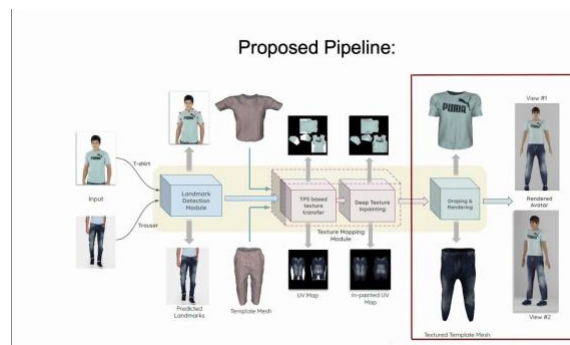 Proposed Pipeline:
View #1
PUMA
T-shirt
Input
Landmark
Detection
Module
TPS based
texture
transfer
Deep Texture
Inpainting
Draping &
Rendering
Rendered
Avatar
Trouser
Texture Mapping
Module
Predicted
Landmarks
Template Mesh
UV Map
In-painted UV
Map
Textured Template Mesh
View #2